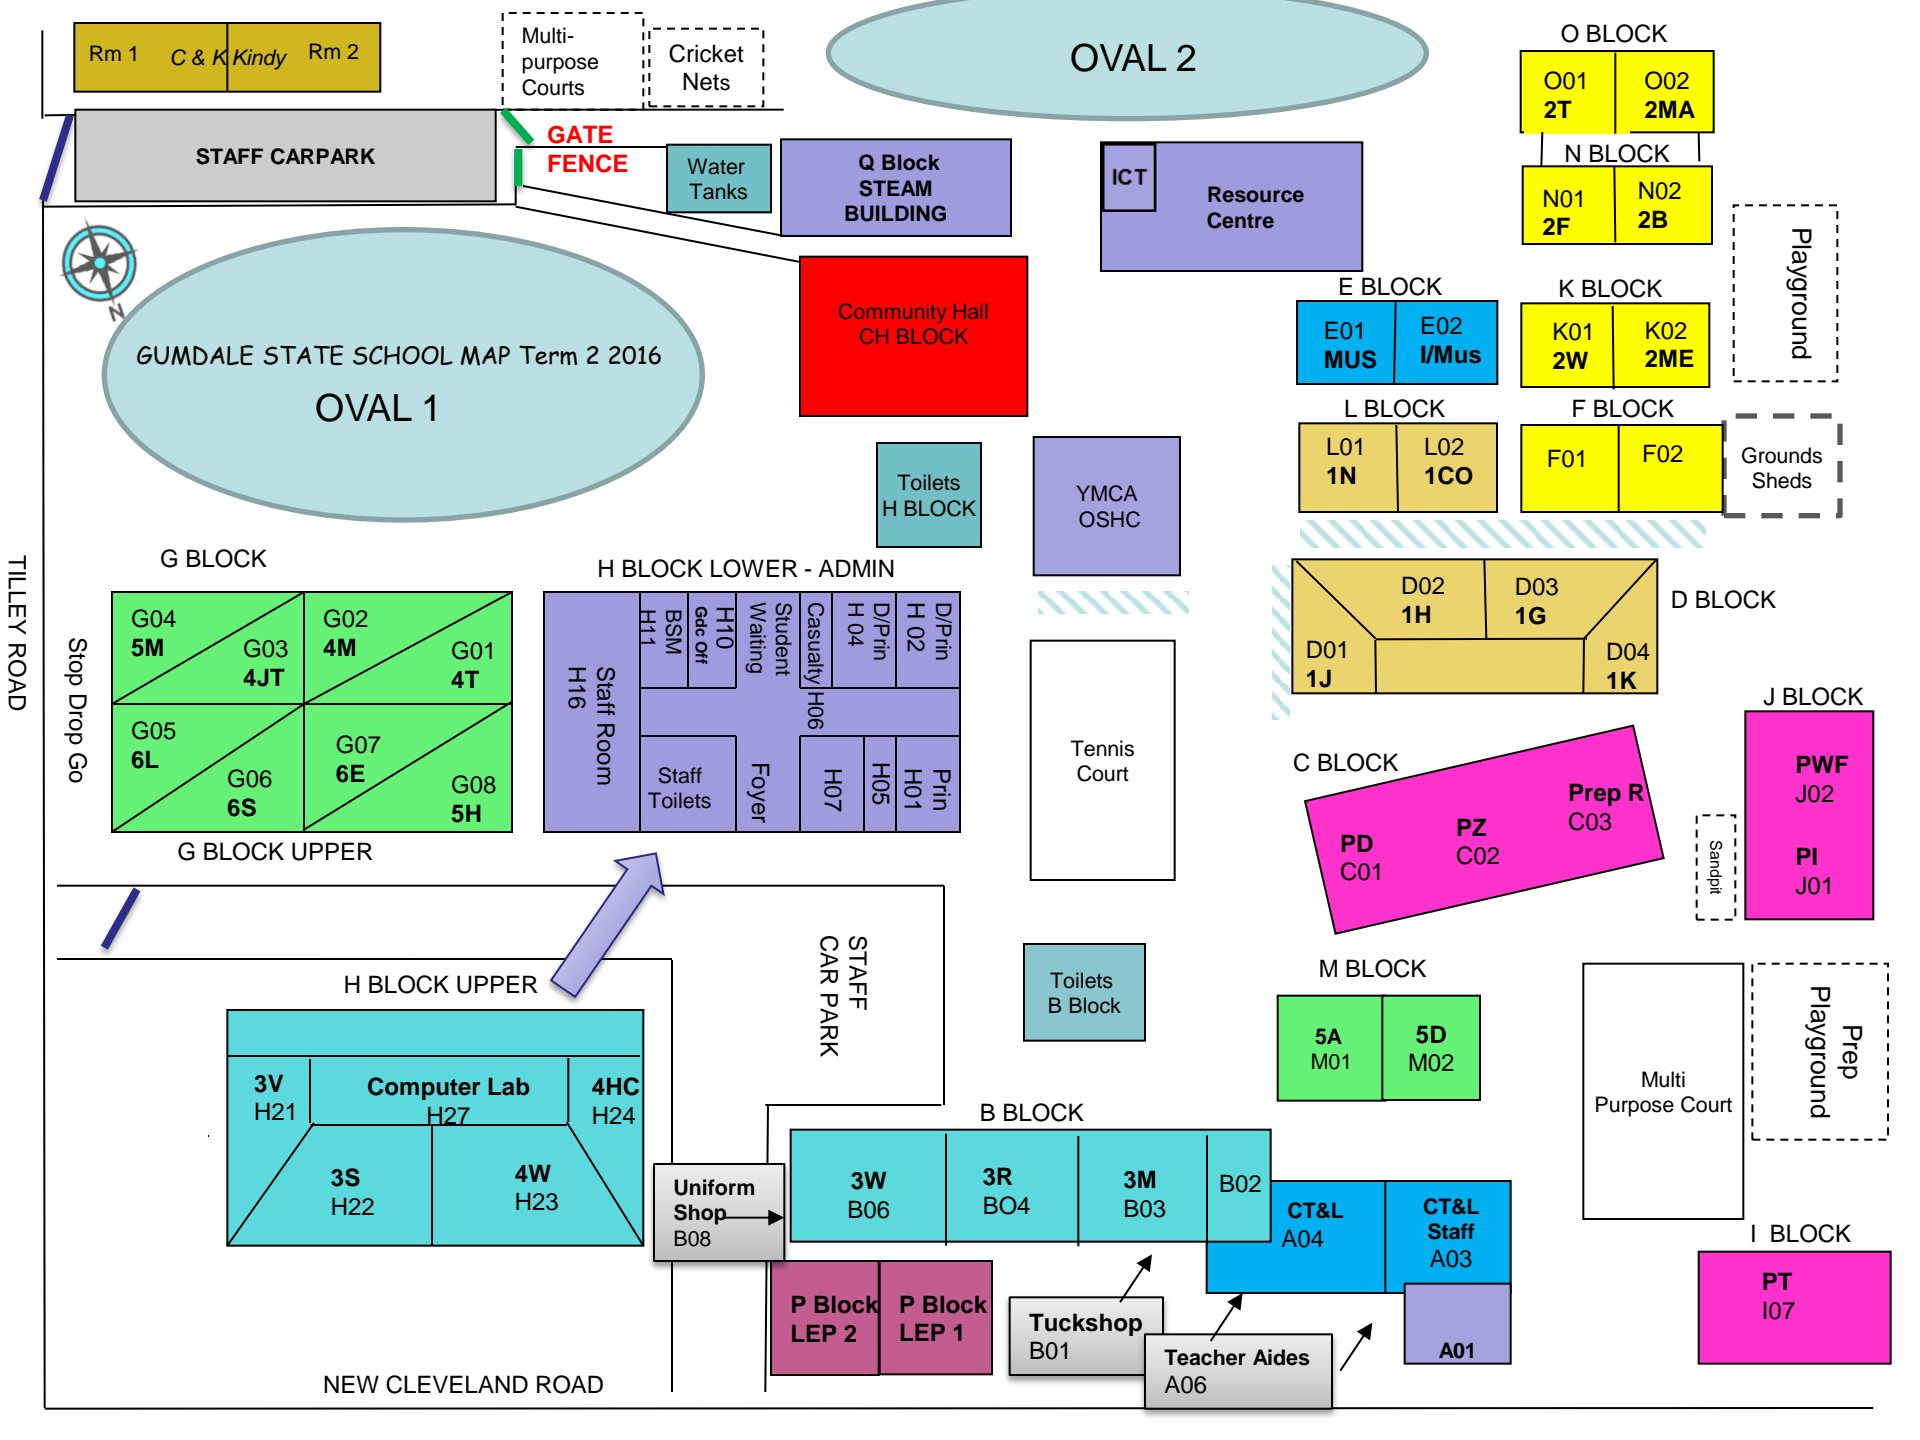 Rm 1
C & K Kindy
Rm 2
Multi-
purpose
Courts
Cricket
Nets
OVAL 2
O BLOCK
O01
2T
O02
2MA
STAFF CARPARK
GATE
FENCE
Water
Tanks
Q Block
STEAM
BUILDING
ICT
Resource
Centre
N BLOCK
N01
2F
N02
2B
Playground
N
GUMDALE STATE SCHOOL MAP Term 2 2016
OVAL 1
Community Hall
CH BLOCK
E BLOCK
E01
MUS
E02
I/Mus
K BLOCK
K01
2W
K02
2ME
L BLOCK
L01
1N
L02
1CO
F BLOCK
F01
F02
Grounds
Sheds
Toilets
H BLOCK
YMCA
OSHC
TILLEY ROAD
Stop Drop Go
G BLOCK
G04
5M
G03
4JT
G02
4M
G01
4T
G05
6L
G06
6S
G07
6E
G08
5H
G BLOCK UPPER
H BLOCK LOWER - ADMIN
Staff Room
H16
BSM
H11
H10
Gdc Off
Student
Waiting
Casualty H06
D/Prin
H 04
D/Prin
H 02
Staff
Toilets
Foyer
H07
H05
Prin
H01
D BLOCK
D01
1J
D02
1H
D03
1G
D04
1K
Tennis
Court
C BLOCK
PD
C01
PZ
C02
Prep R
C03
J BLOCK
PWF
J02
PI
J01
Sandpit
STAFF
CAR PARK
Toilets
B Block
M BLOCK
5A
M01
5D
M02
Multi
Purpose Court
Prep
Playground
H BLOCK UPPER
3V
H21
Computer Lab
H27
4HC
H24
3S
H22
4W
H23
Uniform
Shop
B08
B BLOCK
3W
B06
3R
BO4
3M
B03
B02
CT&L
A04
CT&L
Staff
A03
A01
I BLOCK
PT
I07
P Block
LEP 2
P Block
LEP 1
Tuckshop
B01
Teacher Aides
A06
NEW CLEVELAND ROAD